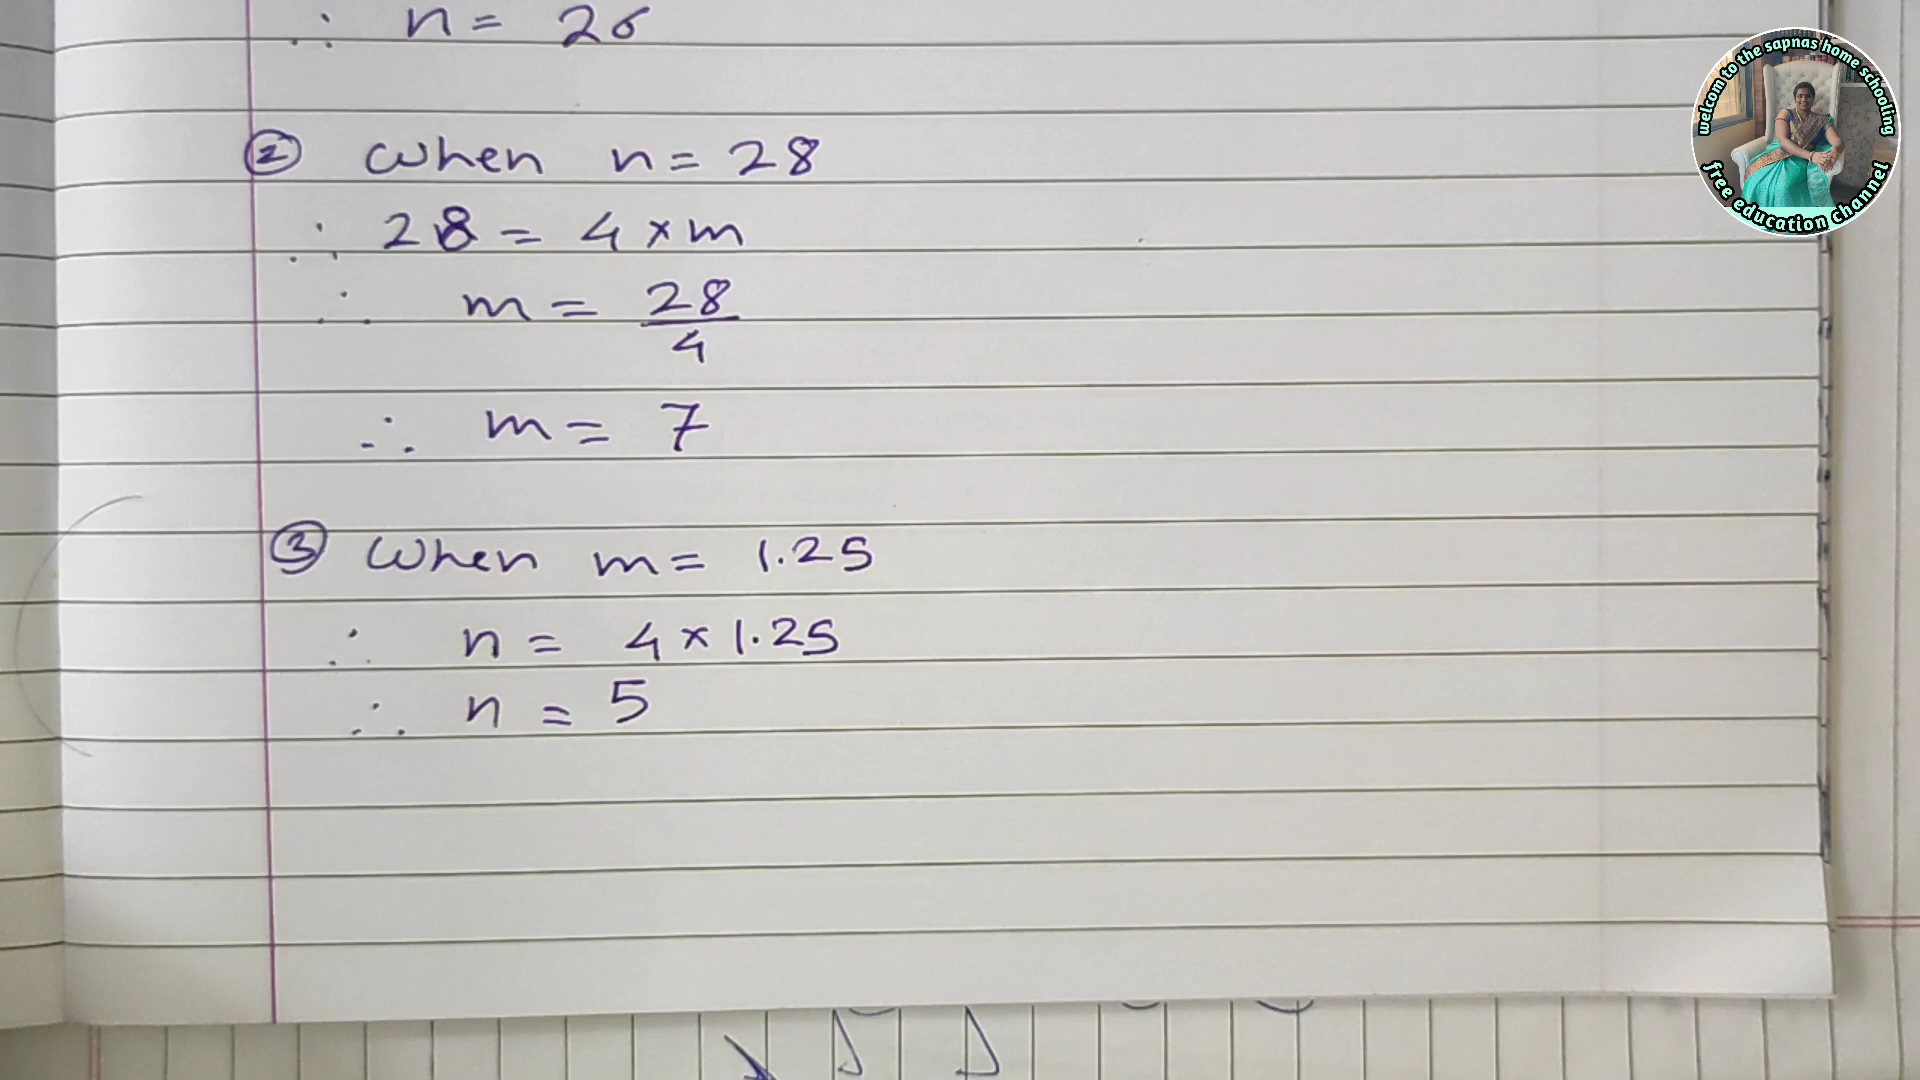 ∴ n = 26
② When n = 28
∴ 28 = 4 × m
∴ m = 28/4
∴ m = 7
③ When m = 1.25
∴ n = 4 × 1.25
∴ n = 5
welcom to the sapnas home schooling
free education channel